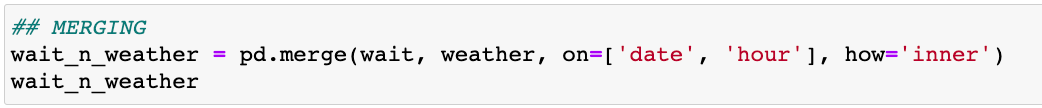 ## MERGING
wait_n_weather = pd.merge(wait, weather, on=['date', 'hour'], how='inner')
wait_n_weather